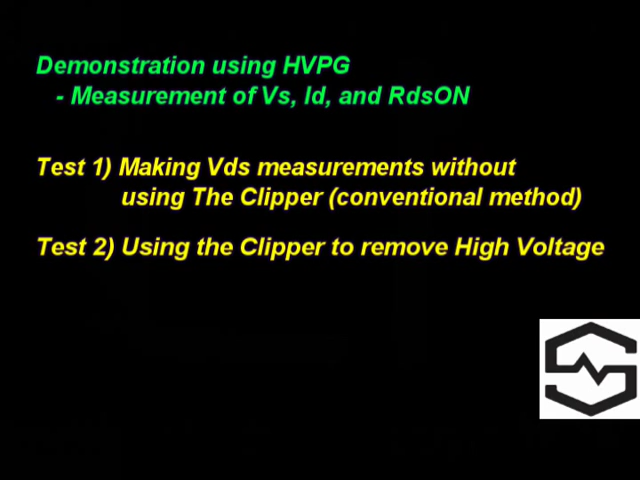 Demonstration using HVPG
- Measurement of Vs, Id, and RdsON
Test 1) Making Vds measurements without
using The Clipper (conventional method)
Test 2) Using the Clipper to remove High Voltage